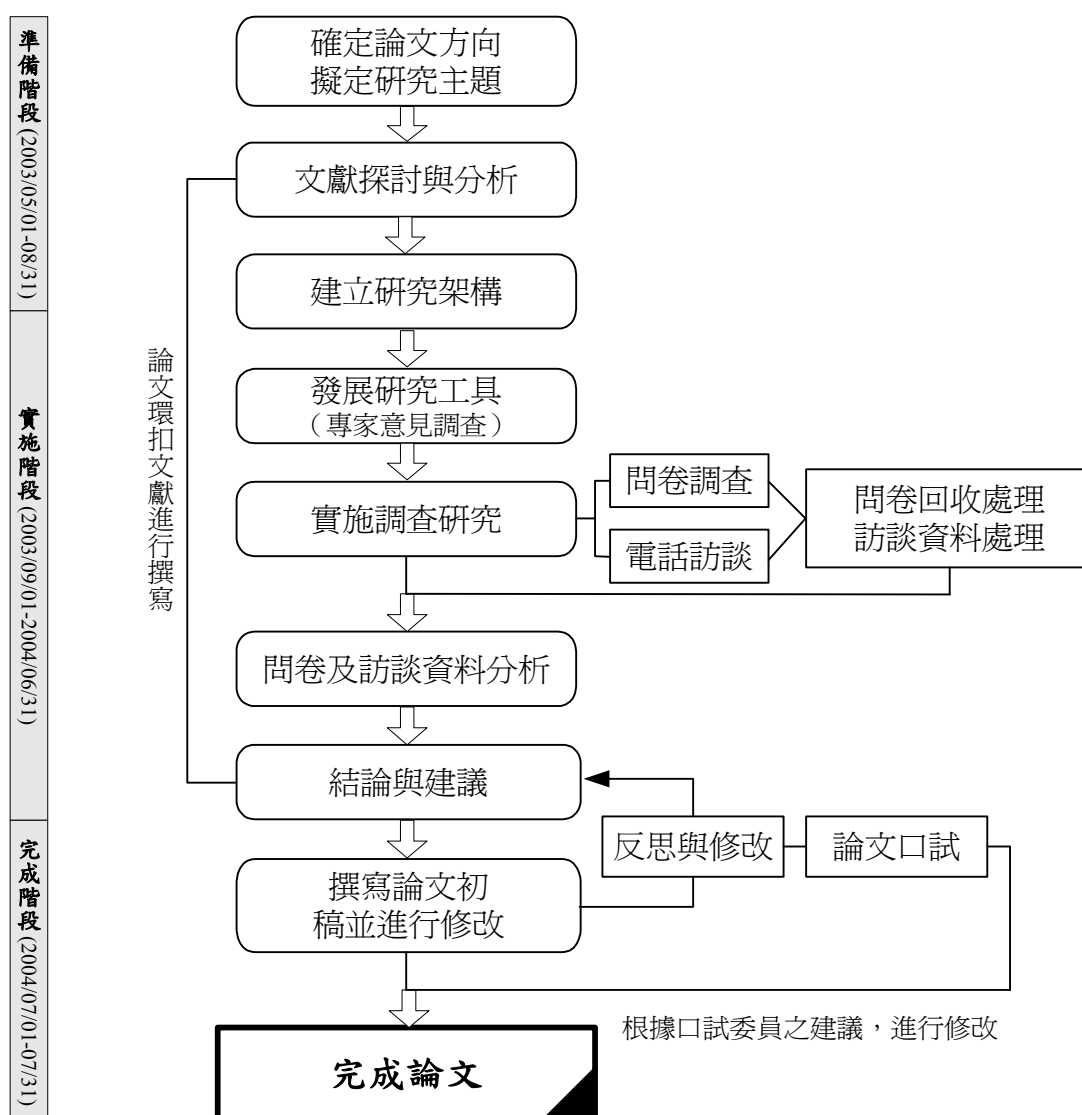 準備階段 (2003/05/01-08/31)
實施階段 (2003/09/01-2004/06/31)
完成階段 (2004/07/01-07/31)
確定論文方向
擬定研究主題
文獻探討與分析
建立研究架構
發展研究工具
（專家意見調查）
實施調查研究
問卷調查
電話訪談
問卷回收處理
訪談資料處理
論文環扣文獻進行撰寫
問卷及訪談資料分析
結論與建議
反思與修改
論文口試
撰寫論文初
稿並進行修改
根據口試委員之建議，進行修改
完成論文